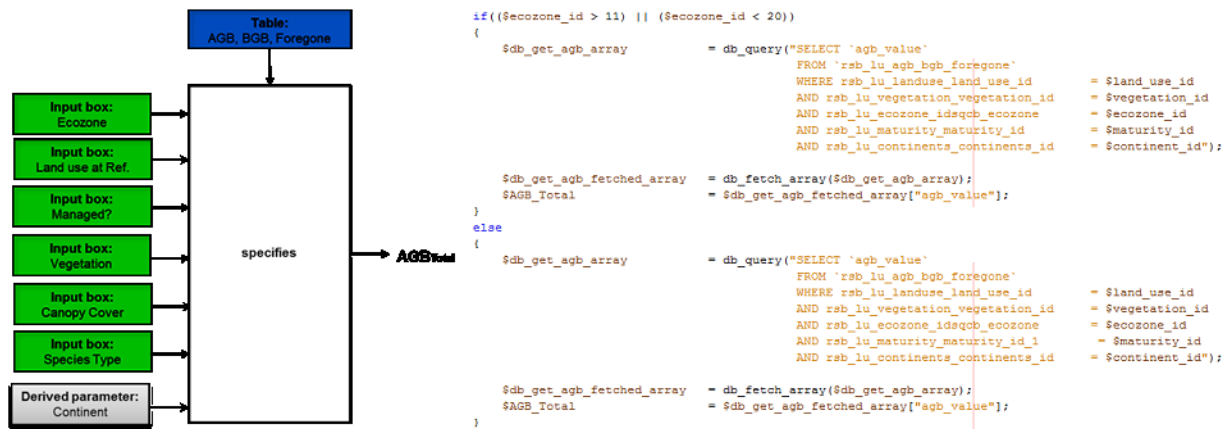 Table:
AGB, BGB, Foregone
Input box:
Ecozone
Input box:
Land use at Ref.
Input box:
Managed?
Input box:
Vegetation
Input box:
Canopy Cover
Input box:
Species Type
Derived parameter:
Continent
specifies
AGBTotal
if(($ecozone_id > 11) || ($ecozone_id < 20))
{
$db_get_agb_array = db_query("SELECT `agb_value`
FROM `rsb_lu_agb_bgb_foregone`
WHERE rsb_lu_landuse_land_use_id = $land_use_id
AND rsb_lu_vegetation_vegetation_id = $vegetation_id
AND rsb_lu_ecozone_idsqcb_ecozone = $ecozone_id
AND rsb_lu_maturity_maturity_id = $maturity_id
AND rsb_lu_continents_continents_id = $continent_id");
$db_get_agb_fetched_array = db_fetch_array($db_get_agb_array);
$AGB_Total = $db_get_agb_fetched_array["agb_value"];
}
else
{
$db_get_agb_array = db_query("SELECT `agb_value`
FROM `rsb_lu_agb_bgb_foregone`
WHERE rsb_lu_landuse_land_use_id = $land_use_id
AND rsb_lu_vegetation_vegetation_id = $vegetation_id
AND rsb_lu_ecozone_idsqcb_ecozone = $ecozone_id
AND rsb_lu_maturity_maturity_id_1 = $maturity_id
AND rsb_lu_continents_continents_id = $continent_id");
$db_get_agb_fetched_array = db_fetch_array($db_get_agb_array);
$AGB_Total = $db_get_agb_fetched_array["agb_value"];
}